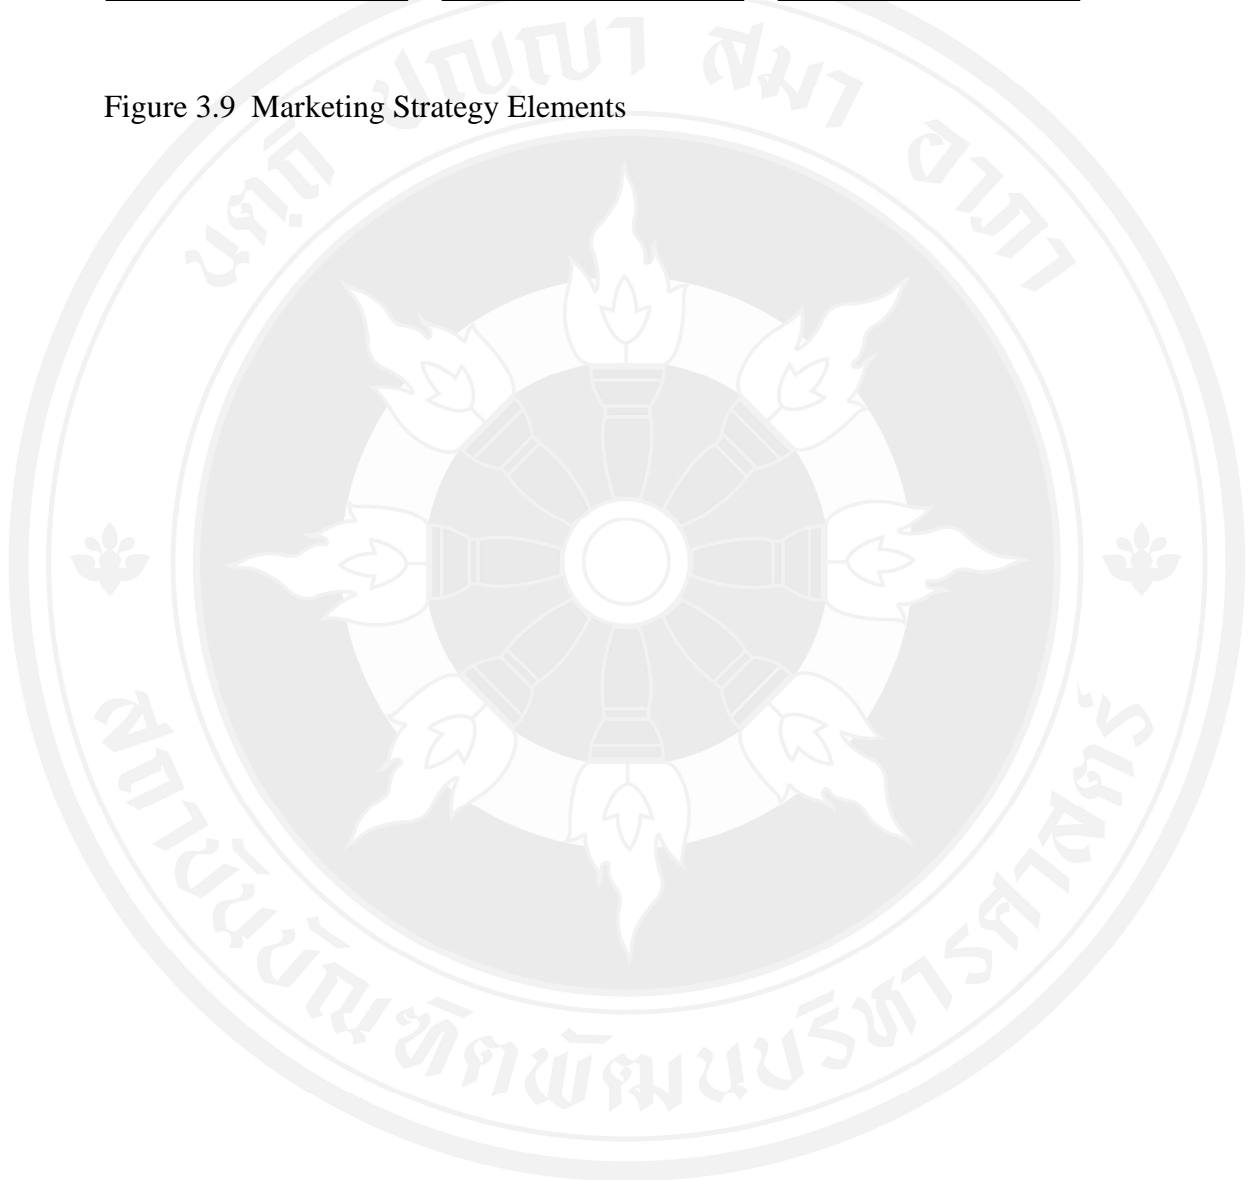 นตฺถิ ปญฺญา สมา อาภา
Figure 3.9  Marketing Strategy Elements
สถาบันบัณฑิตพัฒนบริหารศาสตร์